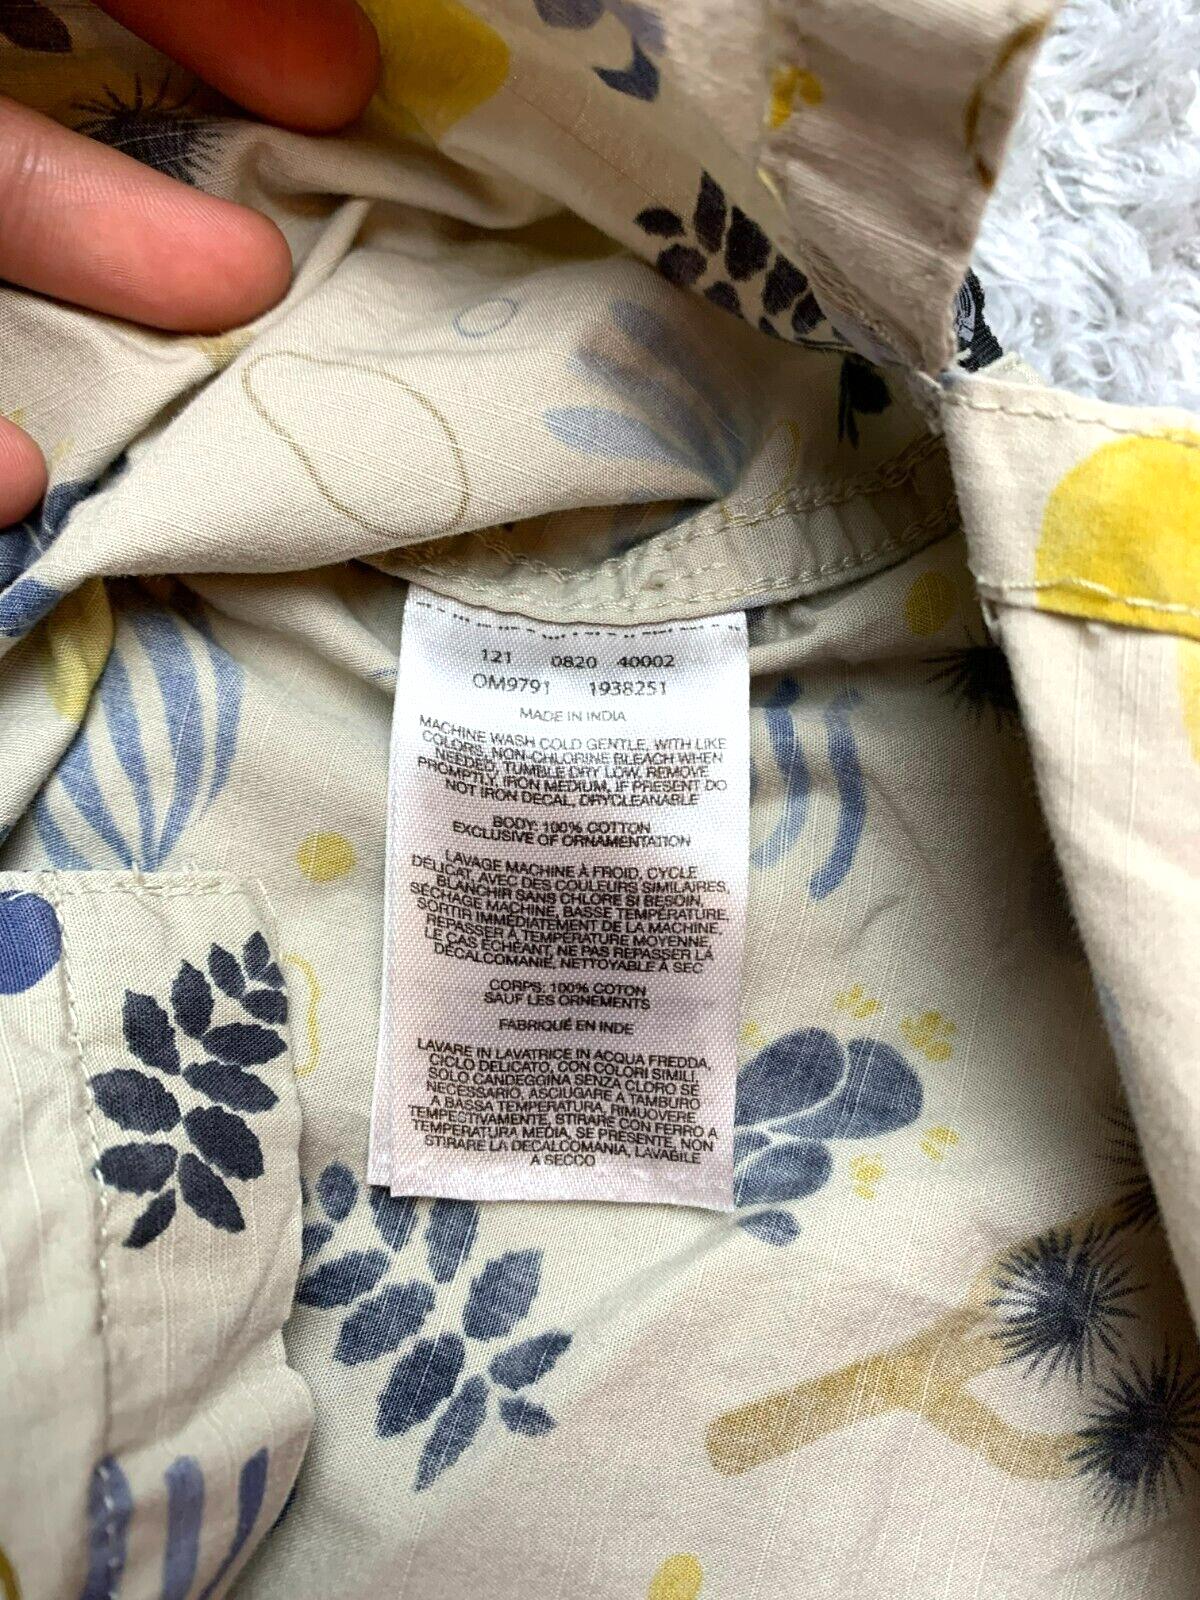 121 0820 40002
OM9791 1938251
MADE IN INDIA
MACHINE WASH COLD GENTLE, WITH LIKE
COLORS, NON-CHLORINE BLEACH WHEN
NEEDED, TUMBLE DRY LOW, REMOVE
PROMPTLY, IRON MEDIUM, IF PRESENT DO
NOT IRON DECAL, DRYCLEANABLE
BODY: 100% COTTON
EXCLUSIVE OF ORNAMENTATION
LAVAGE MACHINE À FROID, CYCLE
DÉLICAT, AVEC DES COULEURS SIMILAIRES,
BLANCHIR SANS CHLORE SI BESOIN,
SÉCHAGE MACHINE, BASSE TEMPÉRATURE,
SORTIR IMMÉDIATEMENT DE LA MACHINE,
REPASSER À TEMPÉRATURE MOYENNE,
LE CAS ÉCHÉANT, NE PAS REPASSER LA
DÉCALCOMANIE, NETTOYABLE À SEC
CORPS: 100% COTON
SAUF LES ORNEMENTS
FABRIQUÉ EN INDE
LAVARE IN LAVATRICE IN ACQUA FREDDA,
CICLO DELICATO, CON COLORI SIMILI
SOLO CANDEGGINA SENZA CLORO SE
NECESSARIO, ASCIUGARE A TAMBURO
A BASSA TEMPERATURA, RIMUOVERE
TEMPESTIVAMENTE, STIRARE CON FERRO A
TEMPERATURA MEDIA, SE PRESENTE, NON
STIRARE LA DECALCOMANIA, LAVABILE
A SECCO